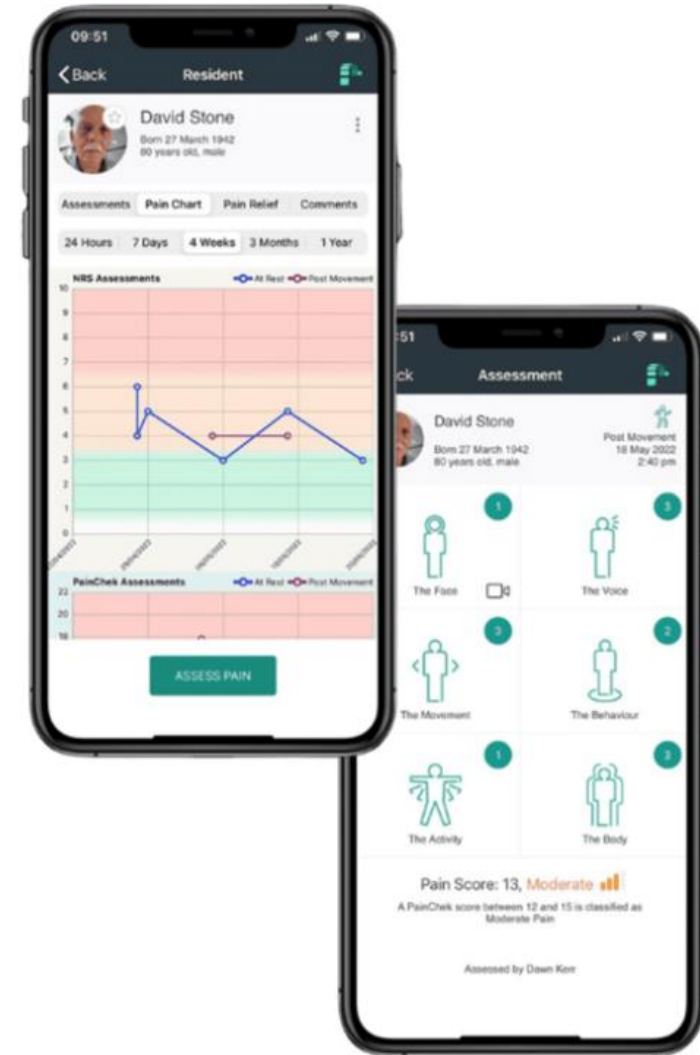 09:51
Back
Resident
David Stone
Born 27 March 1942
80 years old, male
Assessments
Pain Chart
Pain Relief
Comments
24 Hours
7 Days
4 Weeks
3 Months
1 Year
NRS Assessments
At Rest
Post Movement
10
9
8
7
6
5
4
3
2
1
0
PainChek Assessments
At Rest
Post Movement
22
20
18
ASSESS PAIN
51
ck
Assessment
David Stone
Born 27 March 1942
80 years old, male
Post Movement
18 May 2022
2:40 pm
1
The Face
3
The Voice
3
The Movement
2
The Behaviour
1
The Activity
3
The Body
Pain Score: 13, Moderate
A PainChek score between 12 and 15 is classified as
Moderate Pain
Assessed by Dawn Kerr